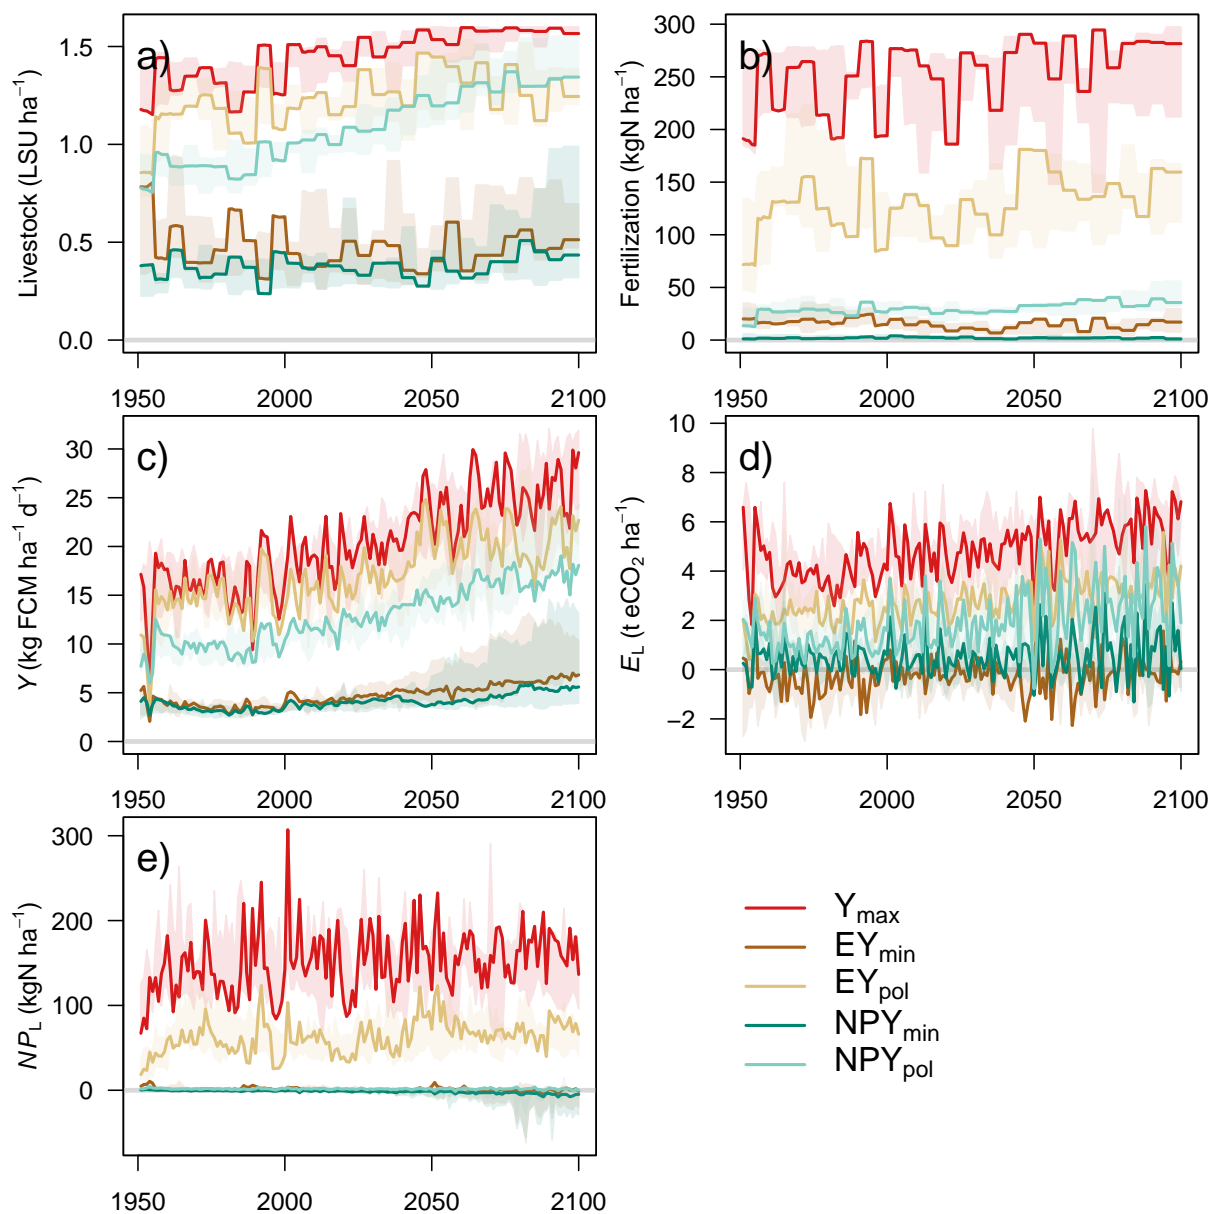 a)
Livestock (LSU ha⁻¹)
1.5
1.0
0.5
0.0
1950 2000 2050 2100
b)
Fertilization (kgN ha⁻¹)
300
250
200
150
100
50
0
1950 2000 2050 2100
c)
Y (kg FCM ha⁻¹ d⁻¹)
30
25
20
15
10
5
0
1950 2000 2050 2100
d)
E_L (t eCO₂ ha⁻¹)
10
8
6
4
2
0
−2
1950 2000 2050 2100
e)
NP_L (kgN ha⁻¹)
300
200
100
0
1950 2000 2050 2100
Y_max
EY_min
EY_pol
NPY_min
NPY_pol